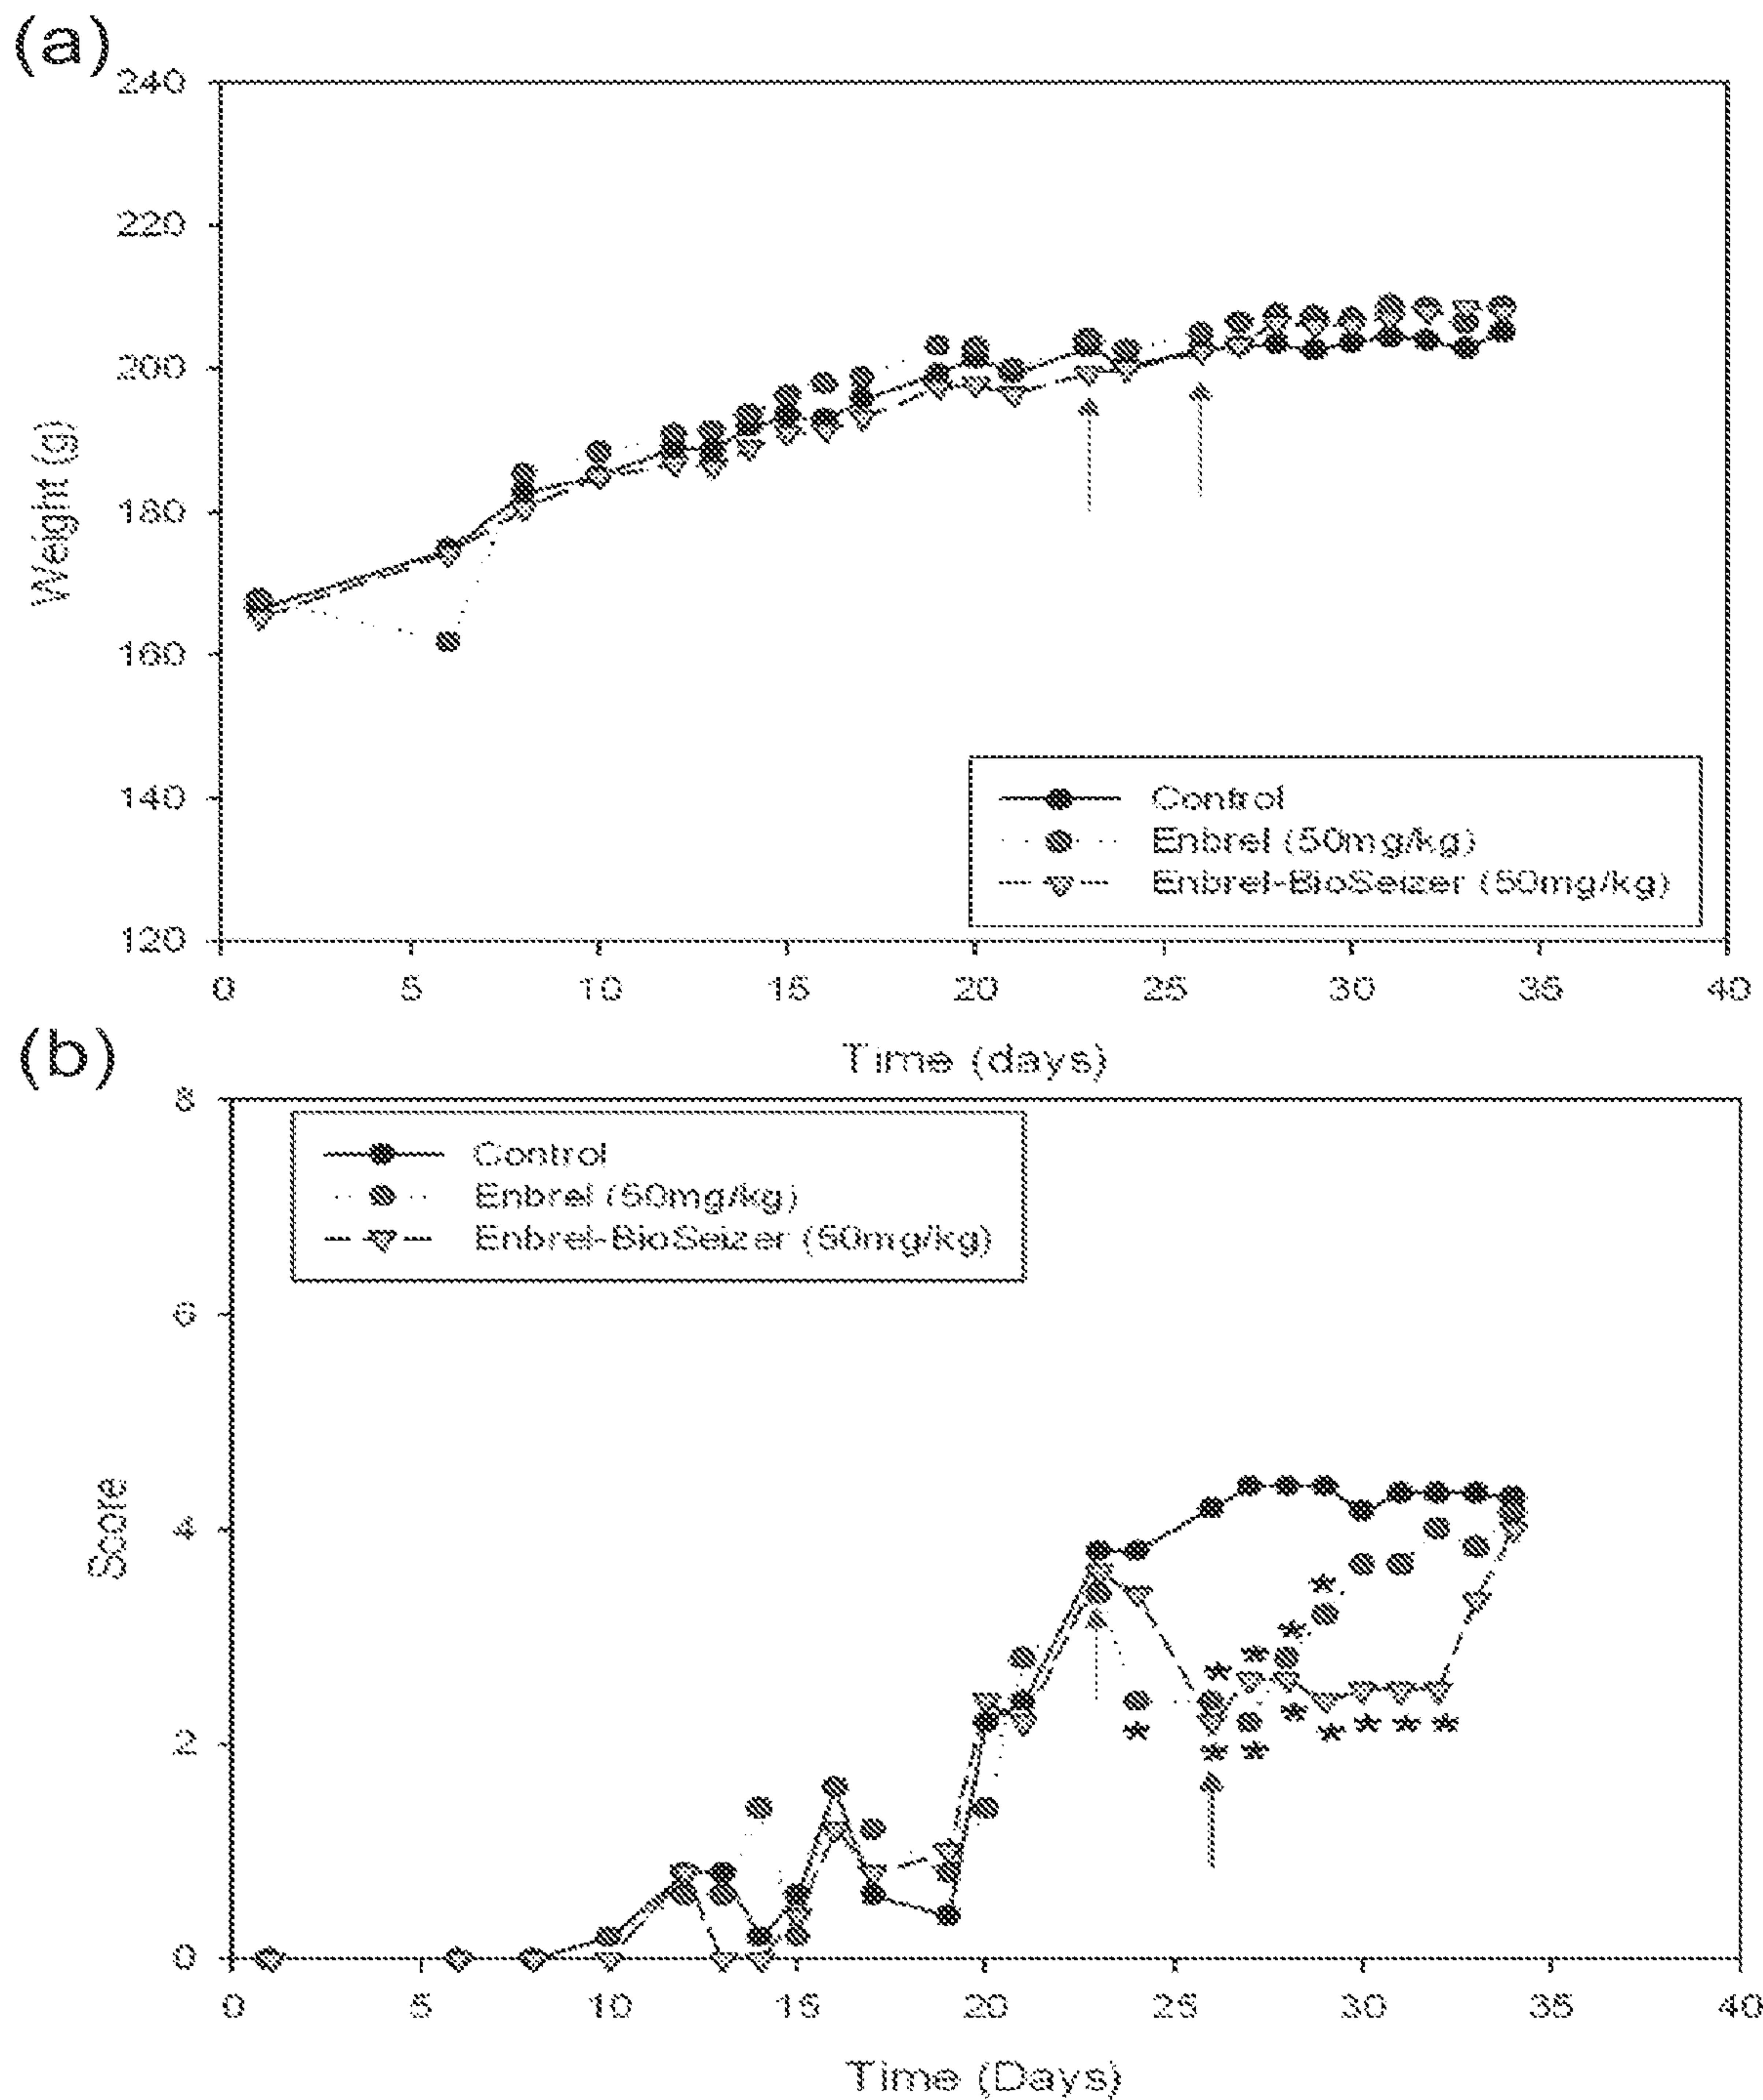 (a)
240
220
200
180
160
140
120
Weight (g)
Control
Enbrel (50mg/kg)
Enbrel-BioSeizer (50mg/kg)
0 5 10 15 20 25 30 35 40
Time (days)
(b)
8
6
4
2
0
Score
Control
Enbrel (50mg/kg)
Enbrel-BioSeizer (50mg/kg)
* * * * * * * * * * * * *
0 5 10 15 20 25 30 35 40
Time (Days)